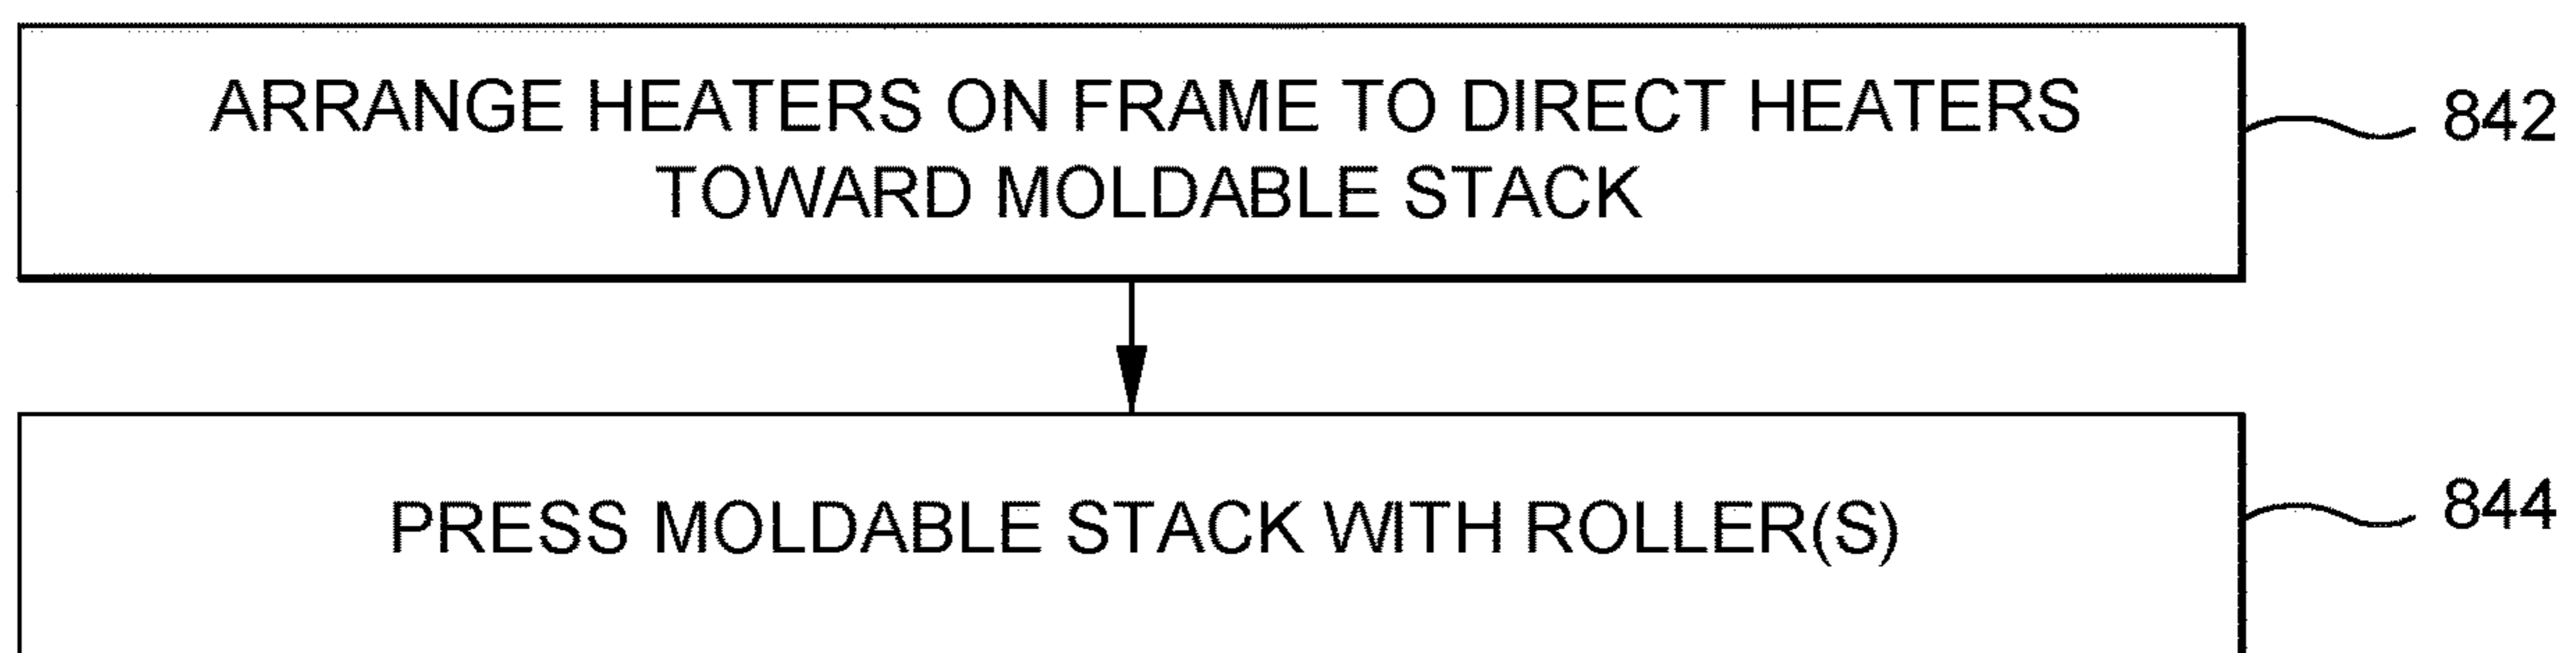 ARRANGE HEATERS ON FRAME TO DIRECT HEATERS
TOWARD MOLDABLE STACK
842
PRESS MOLDABLE STACK WITH ROLLER(S)
844